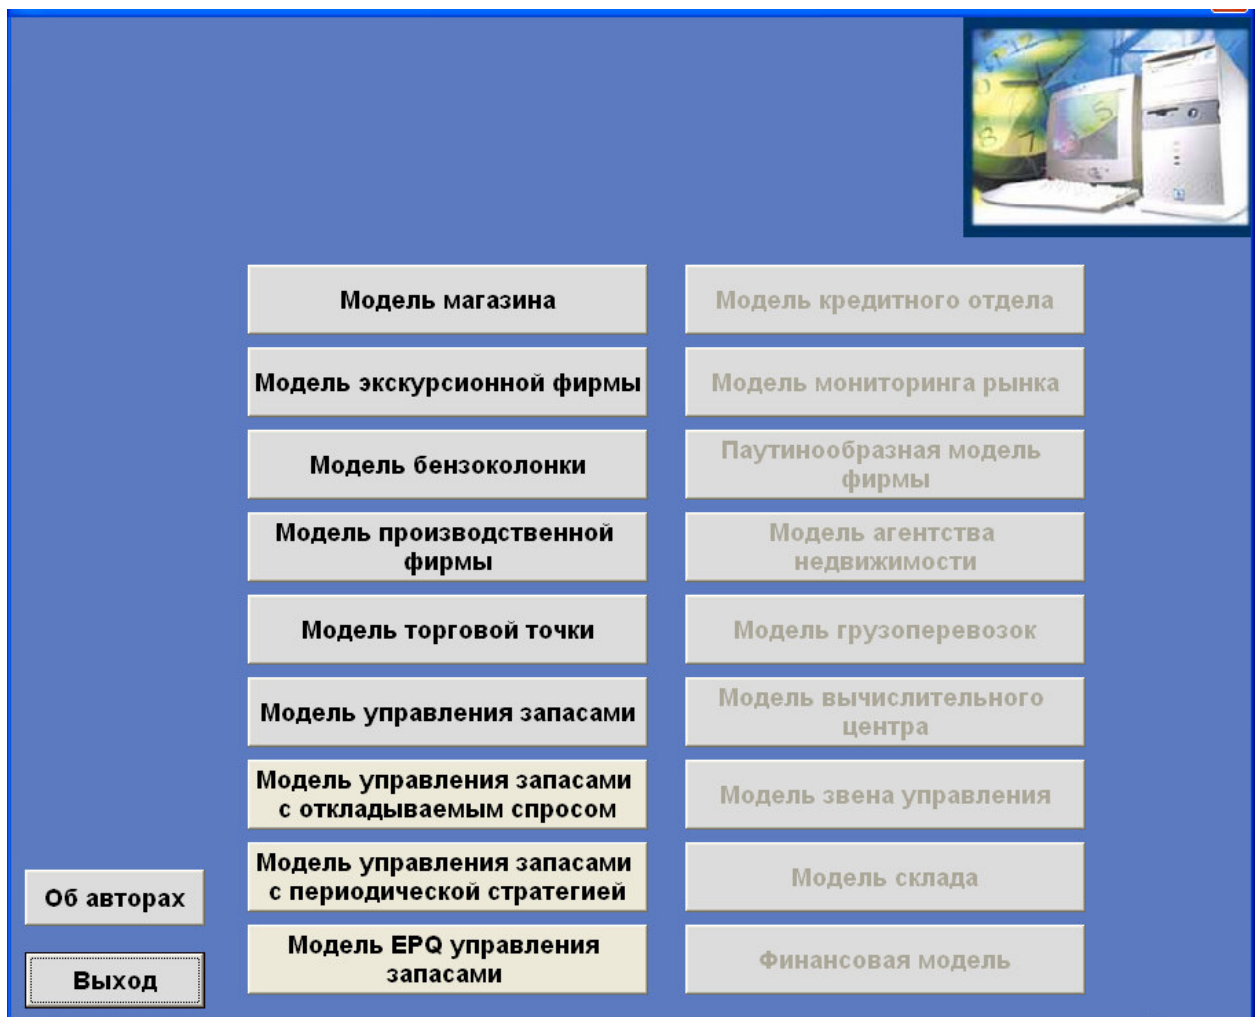 Модель магазина
Модель экскурсионной фирмы
Модель бензоколонки
Модель производственной
фирмы
Модель торговой точки
Модель управления запасами
Модель управления запасами
с откладываемым спросом
Модель управления запасами
с периодической стратегией
Модель EPQ управления
запасами
Модель кредитного отдела
Модель мониторинга рынка
Паутинообразная модель
фирмы
Модель агентства
недвижимости
Модель грузоперевозок
Модель вычислительного
центра
Модель звена управления
Модель склада
Финансовая модель
Об авторах
Выход